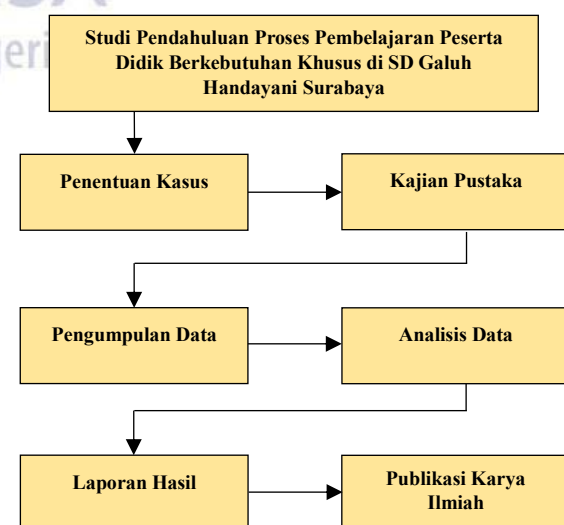 Studi Pendahuluan Proses Pembelajaran Peserta
Didik Berkebutuhan Khusus di SD Galuh
Handayani Surabaya
Penentuan Kasus
Kajian Pustaka
Pengumpulan Data
Analisis Data
Laporan Hasil
Publikasi Karya
Ilmiah